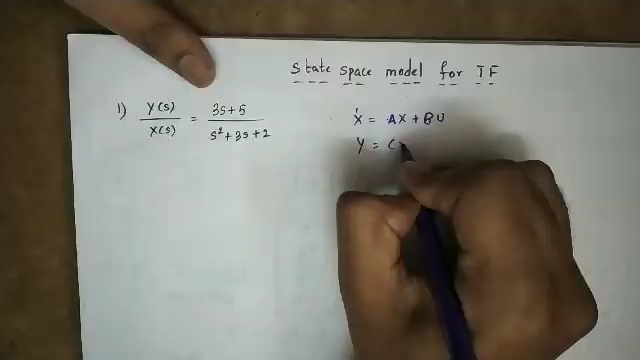 State space model for TF
1) Y(s) / X(s) = 3s+5 / s² + 3s + 2
Ẋ = AX + BU
Y = C